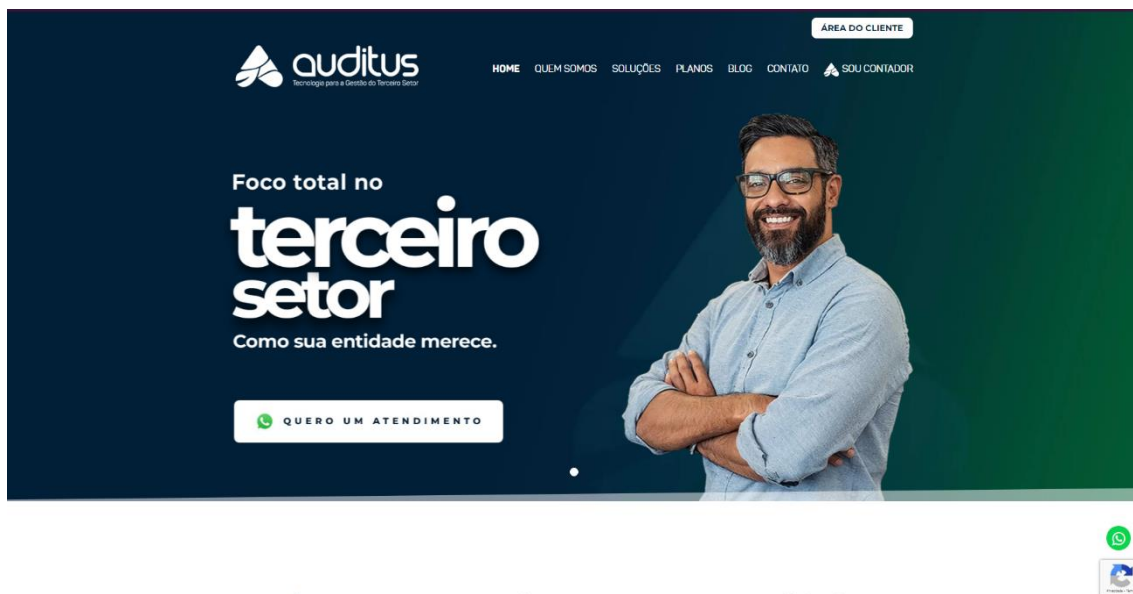 ÁREA DO CLIENTE
auditus
Tecnologia para a Gestão do Terceiro Setor
HOME QUEM SOMOS SOLUÇÕES PLANOS BLOG CONTATO SOU CONTADOR
Foco total no
terceiro
setor
Como sua entidade merece.
QUERO UM ATENDIMENTO